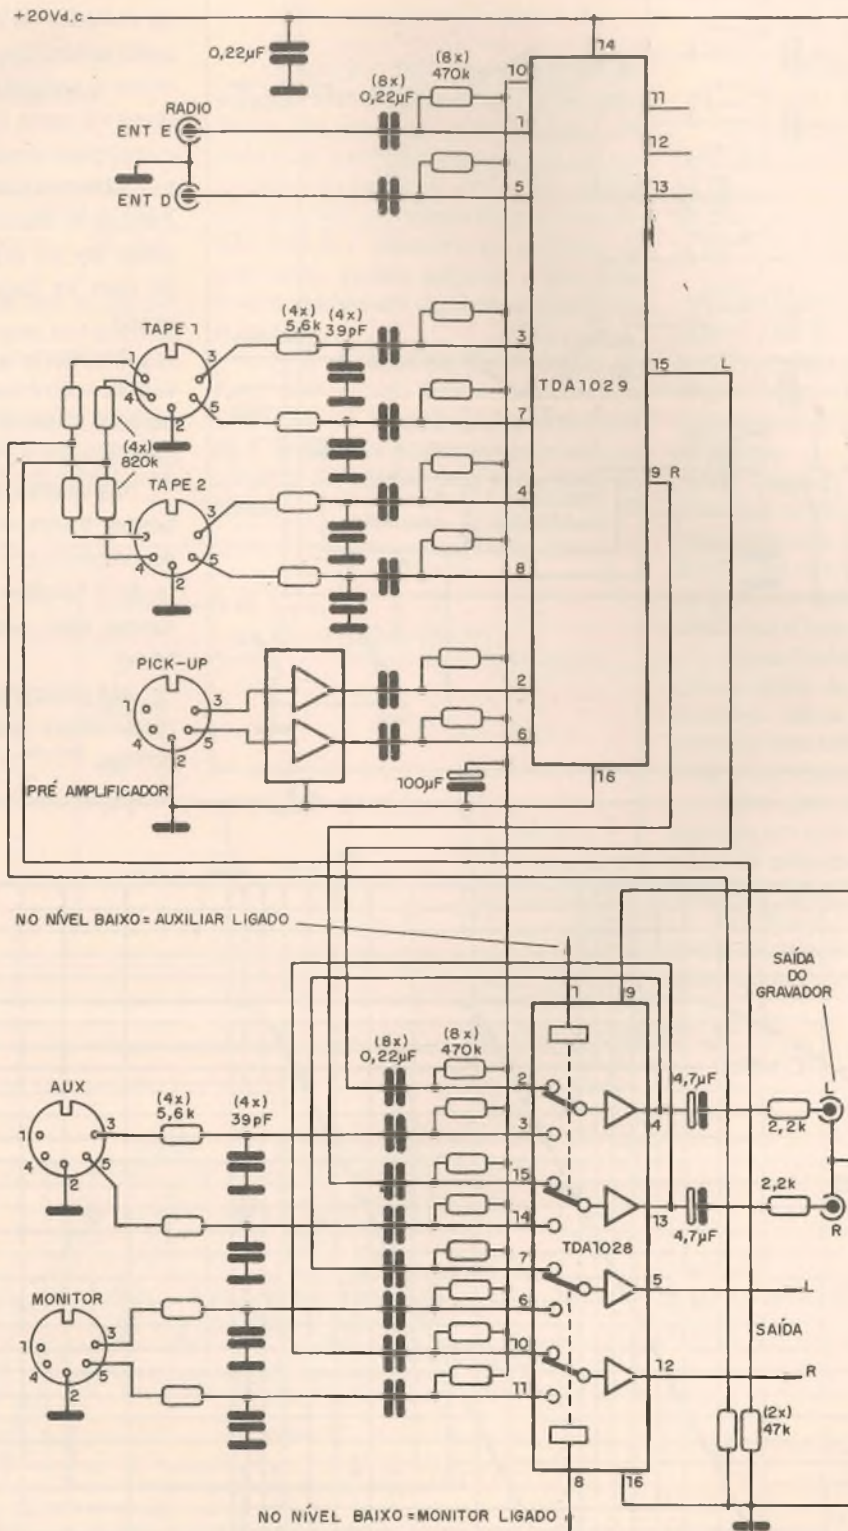 +20Vd.c
0,22µF
(8x)
0,22µF
(8x)
470k
10
14
11
12
13
RADIO
ENT E
1
ENT D
5
TAPE 1
1
3
4
5
2
(4x)
5,6k
(4x)
39pF
3
7
TDA1029
15
L
9 R
(4x)
820k
TAPE 2
1
3
4
5
2
4
8
PICK-UP
1
3
4
5
2
2
6
PRÉ AMPLIFICADOR
100µF
16
NO NÍVEL BAIXO = AUXILIAR LIGADO
1
9
SAÍDA
DO
GRAVADOR
(8x)
0,22µF
(8x)
470k
AUX
1
3
4
5
2
(4x)
5,6k
(4x)
39pF
2
3
15
14
4
4,7µF
2,2k
L
13
4,7µF
2,2k
R
TDA1028
7
6
5
L
MONITOR
1
3
4
5
2
10
11
12
SAÍDA
R
(2x)
47k
8
16
NO NÍVEL BAIXO = MONITOR LIGADO